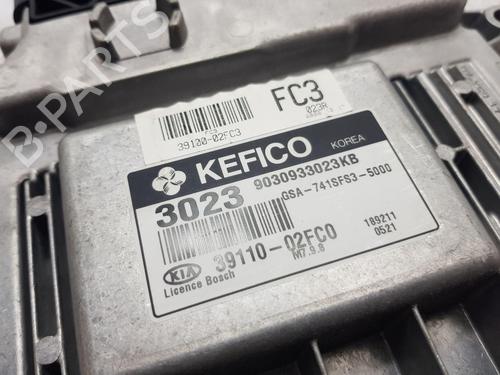 B-PARTS
FC3
023R
FC3
39100-02FC3
KEFICO
KOREA
3023
9030933023KB
GSA-741SFS3-5000
39110-02FC0
M7.9.8
KIA
Licence Bosch
189211
0521